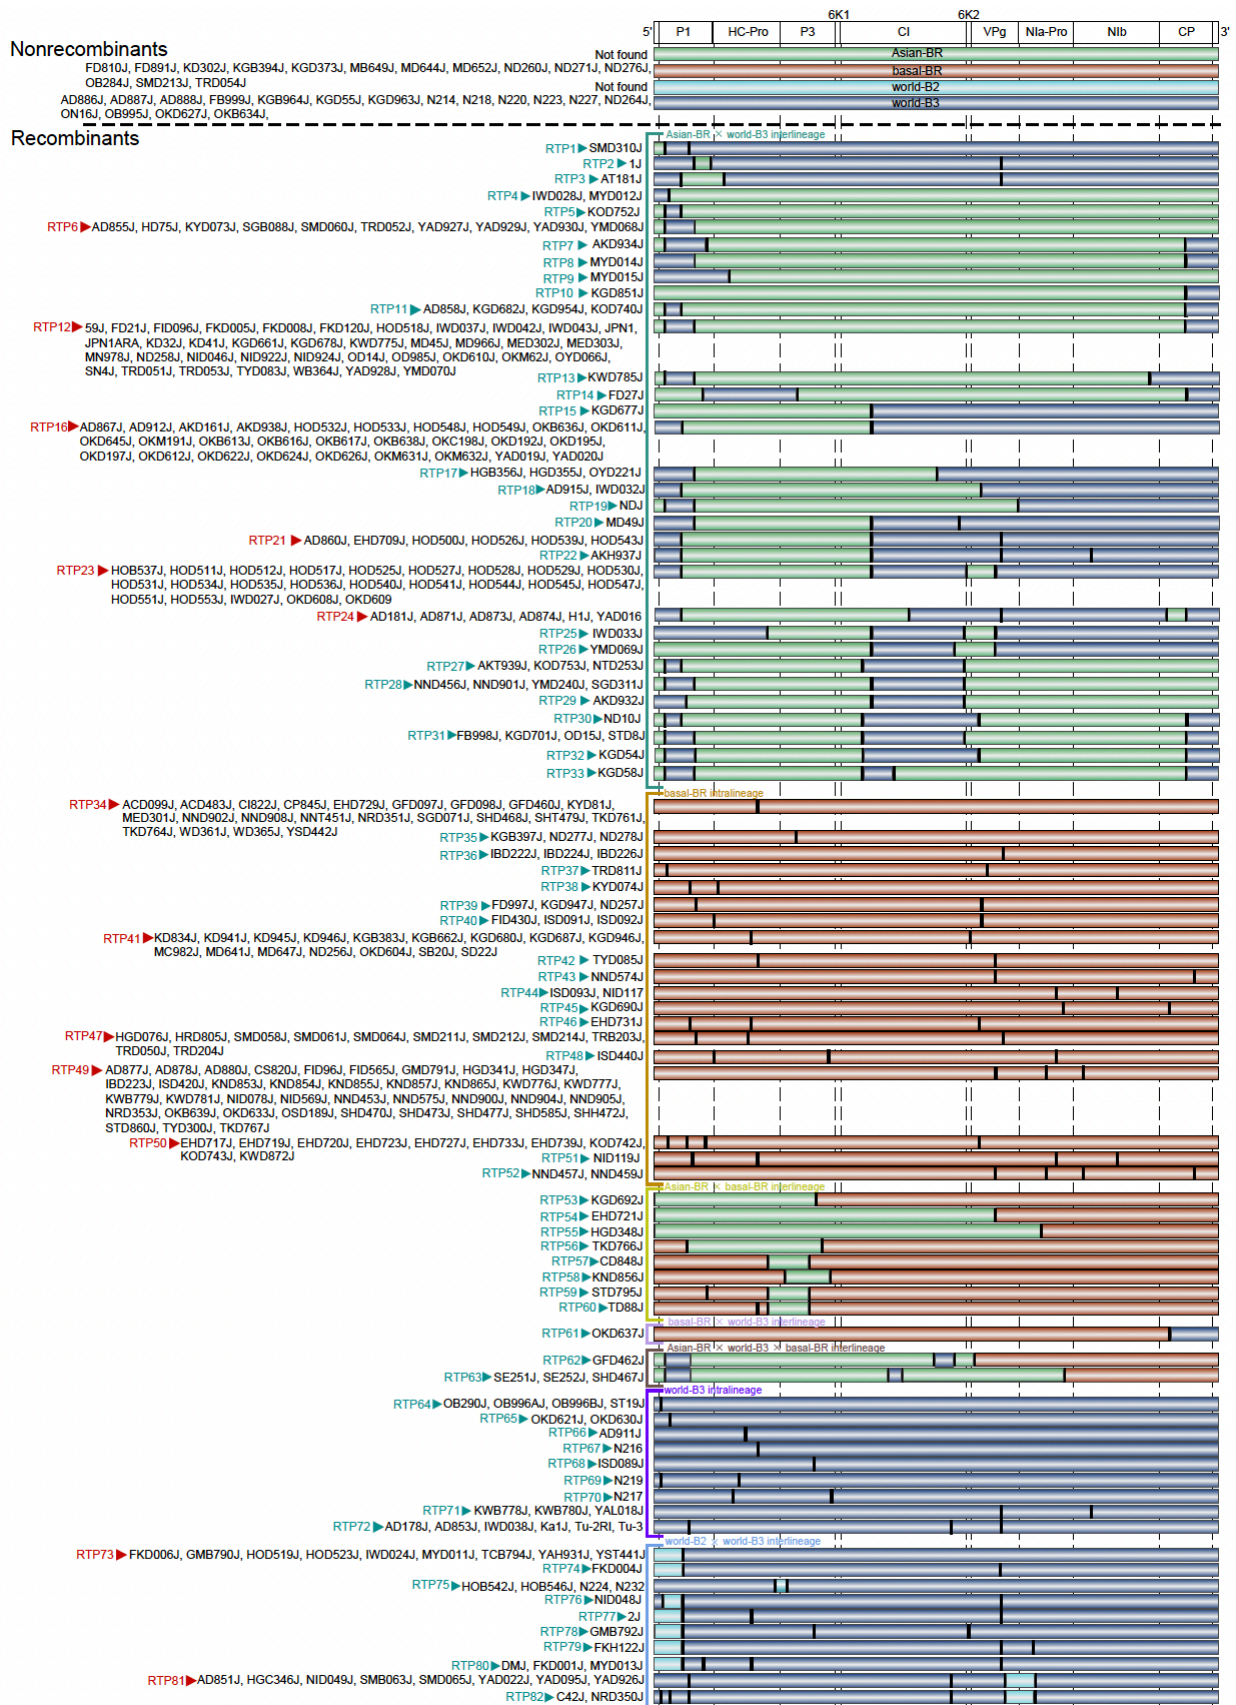 6K1 6K2
5' P1 HC-Pro P3 CI VPg NIa-Pro NIb CP 3'
Nonrecombinants
Not found Asian-BR
FD810J, FD891J, KD302J, KGB394J, KGD373J, MB649J, MD644J, MD652J, ND260J, ND271J, ND276J,
OB284J, SMD213J, TRD054J
basal-BR
Not found world-B2
AD886J, AD887J, AD888J, FB999J, KGB964J, KGD55J, KGD963J, N214, N218, N220, N223, N227, ND264J,
ON16J, OB995J, OKD627J, OKB634J,
world-B3
Recombinants
Asian-BR × world-B3 interlineage
RTP1 ▶ SMD310J
RTP2 ▶ 1J
RTP3 ▶ AT181J
RTP4 ▶ IWD028J, MYD012J
RTP5 ▶ KOD752J
RTP6 ▶ AD855J, HD75J, KYD073J, SGB088J, SMD060J, TRD052J, YAD927J, YAD929J, YAD930J, YMD068J
RTP7 ▶ AKD934J
RTP8 ▶ MYD014J
RTP9 ▶ MYD015J
RTP10 ▶ KGD851J
RTP11 ▶ AD858J, KGD682J, KGD954J, KOD740J
RTP12 ▶ 59J, FD21J, FID096J, FKD005J, FKD008J, FKD120J, HOD518J, IWD037J, IWD042J, IWD043J, JPN1,
JPN1ARA, KD32J, KD41J, KGD661J, KGD678J, KWD775J, MD45J, MD966J, MED302J, MED303J,
MN978J, ND258J, NID046J, NID922J, NID924J, OD14J, OD985J, OKD610J, OKM62J, OYD066J,
SN4J, TRD051J, TRD053J, TYD083J, WB364J, YAD928J, YMD070J
RTP13 ▶ KWD785J
RTP14 ▶ FD27J
RTP15 ▶ KGD677J
RTP16 ▶ AD867J, AD912J, AKD161J, AKD938J, HOD532J, HOD533J, HOD548J, HOD549J, OKB636J, OKD611J,
OKD645J, OKM191J, OKB613J, OKB616J, OKB617J, OKB638J, OKC198J, OKD192J, OKD195J,
OKD197J, OKD612J, OKD622J, OKD624J, OKD626J, OKM631J, OKM632J, YAD019J, YAD020J
RTP17 ▶ HGB356J, HGD355J, OYD221J
RTP18 ▶ AD915J, IWD032J
RTP19 ▶ NDJ
RTP20 ▶ MD49J
RTP21 ▶ AD860J, EHD709J, HOD500J, HOD526J, HOD539J, HOD543J
RTP22 ▶ AKH937J
RTP23 ▶ HOB537J, HOD511J, HOD512J, HOD517J, HOD525J, HOD527J, HOD528J, HOD529J, HOD530J,
HOD531J, HOD534J, HOD535J, HOD536J, HOD540J, HOD541J, HOD544J, HOD545J, HOD547J,
HOD551J, HOD553J, IWD027J, OKD608J, OKD609
RTP24 ▶ AD181J, AD871J, AD873J, AD874J, H1J, YAD016
RTP25 ▶ IWD033J
RTP26 ▶ YMD069J
RTP27 ▶ AKT939J, KOD753J, NTD253J
RTP28 ▶ NND456J, NND901J, YMD240J, SGD311J
RTP29 ▶ AKD932J
RTP30 ▶ ND10J
RTP31 ▶ FB998J, KGD701J, OD15J, STD8J
RTP32 ▶ KGD54J
RTP33 ▶ KGD58J
basal-BR intralineage
RTP34 ▶ ACD099J, ACD483J, CI822J, CP845J, EHD729J, GFD097J, GFD098J, GFD460J, KYD81J,
MED301J, NND902J, NND908J, NNT451J, NRD351J, SGD071J, SHD468J, SHT479J, TKD761J,
TKD764J, WD361J, WD365J, YSD442J
RTP35 ▶ KGB397J, ND277J, ND278J
RTP36 ▶ IBD222J, IBD224J, IBD226J
RTP37 ▶ TRD811J
RTP38 ▶ KYD074J
RTP39 ▶ FD997J, KGD947J, ND257J
RTP40 ▶ FID430J, ISD091J, ISD092J
RTP41 ▶ KD834J, KD941J, KD945J, KD946J, KGB383J, KGB662J, KGD680J, KGD687J, KGD946J,
MC982J, MD641J, MD647J, ND256J, OKD604J, SB20J, SD22J
RTP42 ▶ TYD085J
RTP43 ▶ NND574J
RTP44 ▶ ISD093J, NID117
RTP45 ▶ KGD690J
RTP46 ▶ EHD731J
RTP47 ▶ HGD076J, HRD805J, SMD058J, SMD061J, SMD064J, SMD211J, SMD212J, SMD214J, TRB203J,
TRD050J, TRD204J
RTP48 ▶ ISD440J
RTP49 ▶ AD877J, AD878J, AD880J, CS820J, FID96J, FID565J, GMD791J, HGD341J, HGD347J,
IBD223J, ISD420J, KND853J, KND854J, KND855J, KND857J, KND865J, KWD776J, KWD777J,
KWB779J, KWD781J, NID078J, NID569J, NND453J, NND575J, NND900J, NND904J, NND905J,
NRD353J, OKB639J, OKD633J, OSD189J, SHD470J, SHD473J, SHD477J, SHD585J, SHH472J,
STD860J, TYD300J, TKD767J
RTP50 ▶ EHD717J, EHD719J, EHD720J, EHD723J, EHD727J, EHD733J, EHD739J, KOD742J,
KOD743J, KWD872J
RTP51 ▶ NID119J
RTP52 ▶ NND457J, NND459J
Asian-BR × basal-BR interlineage
RTP53 ▶ KGD692J
RTP54 ▶ EHD721J
RTP55 ▶ HGD348J
RTP56 ▶ TKD766J
RTP57 ▶ CD848J
RTP58 ▶ KND856J
RTP59 ▶ STD795J
RTP60 ▶ TD88J
basal-BR × world-B3 interlineage
RTP61 ▶ OKD637J
Asian-BR × world-B3 × basal-BR interlineage
RTP62 ▶ GFD462J
RTP63 ▶ SE251J, SE252J, SHD467J
world-B3 intralineage
RTP64 ▶ OB290J, OB996AJ, OB996BJ, ST19J
RTP65 ▶ OKD621J, OKD630J
RTP66 ▶ AD911J
RTP67 ▶ N216
RTP68 ▶ ISD089J
RTP69 ▶ N219
RTP70 ▶ N217
RTP71 ▶ KWB778J, KWB780J, YAL018J
RTP72 ▶ AD178J, AD853J, IWD038J, Ka1J, Tu-2RI, Tu-3
world-B2 × world-B3 interlineage
RTP73 ▶ FKD006J, GMB790J, HOD519J, HOD523J, IWD024J, MYD011J, TCB794J, YAH931J, YST441J
RTP74 ▶ FKD004J
RTP75 ▶ HOB542J, HOB546J, N224, N232
RTP76 ▶ NID048J
RTP77 ▶ 2J
RTP78 ▶ GMB792J
RTP79 ▶ FKH122J
RTP80 ▶ DMJ, FKD001J, MYD013J
RTP81 ▶ AD851J, HGC346J, NID049J, SMB063J, SMD065J, YAD022J, YAD095J, YAD926J
RTP82 ▶ C42J, NRD350J